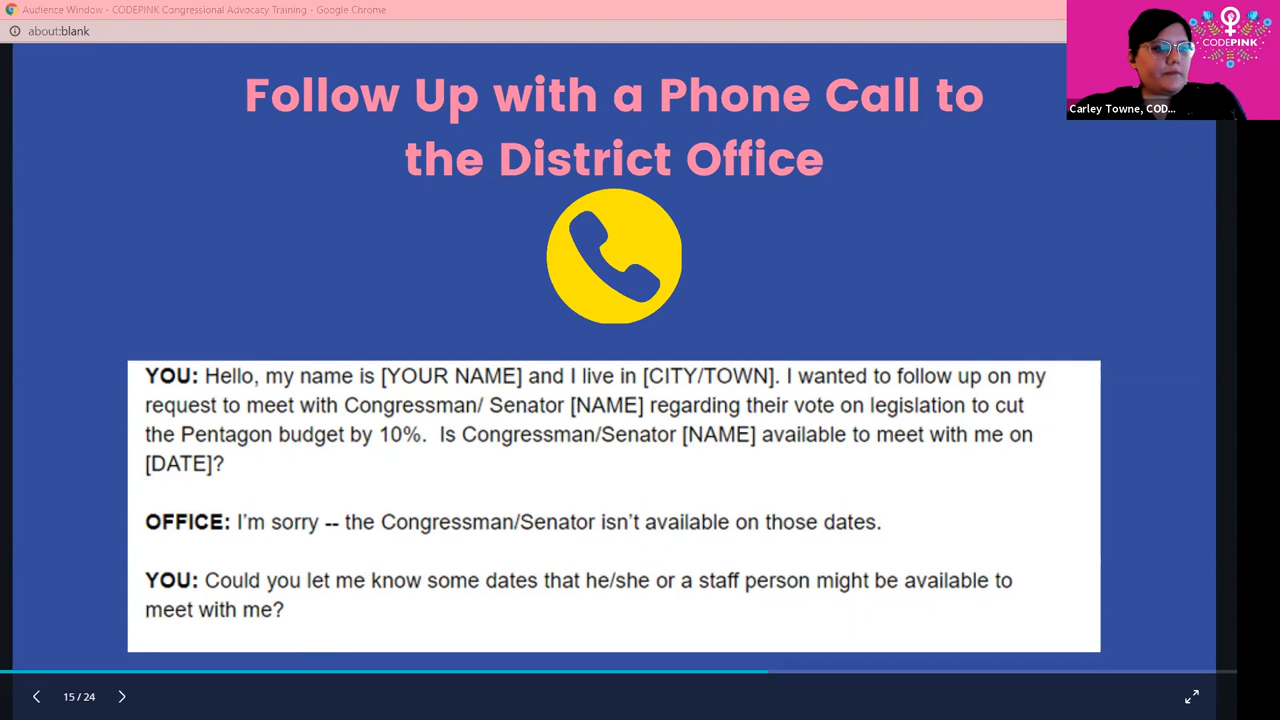 Audience Window - CODEPINK Congressional Advocacy Training - Google Chrome
about:blank
CODEPINK
Carley Towne, COD...
Follow Up with a Phone Call to
the District Office
YOU: Hello, my name is [YOUR NAME] and I live in [CITY/TOWN]. I wanted to follow up on my
request to meet with Congressman/ Senator [NAME] regarding their vote on legislation to cut
the Pentagon budget by 10%.  Is Congressman/Senator [NAME] available to meet with me on
[DATE]?
OFFICE: I'm sorry -- the Congressman/Senator isn't available on those dates.
YOU: Could you let me know some dates that he/she or a staff person might be available to
meet with me?
15 / 24